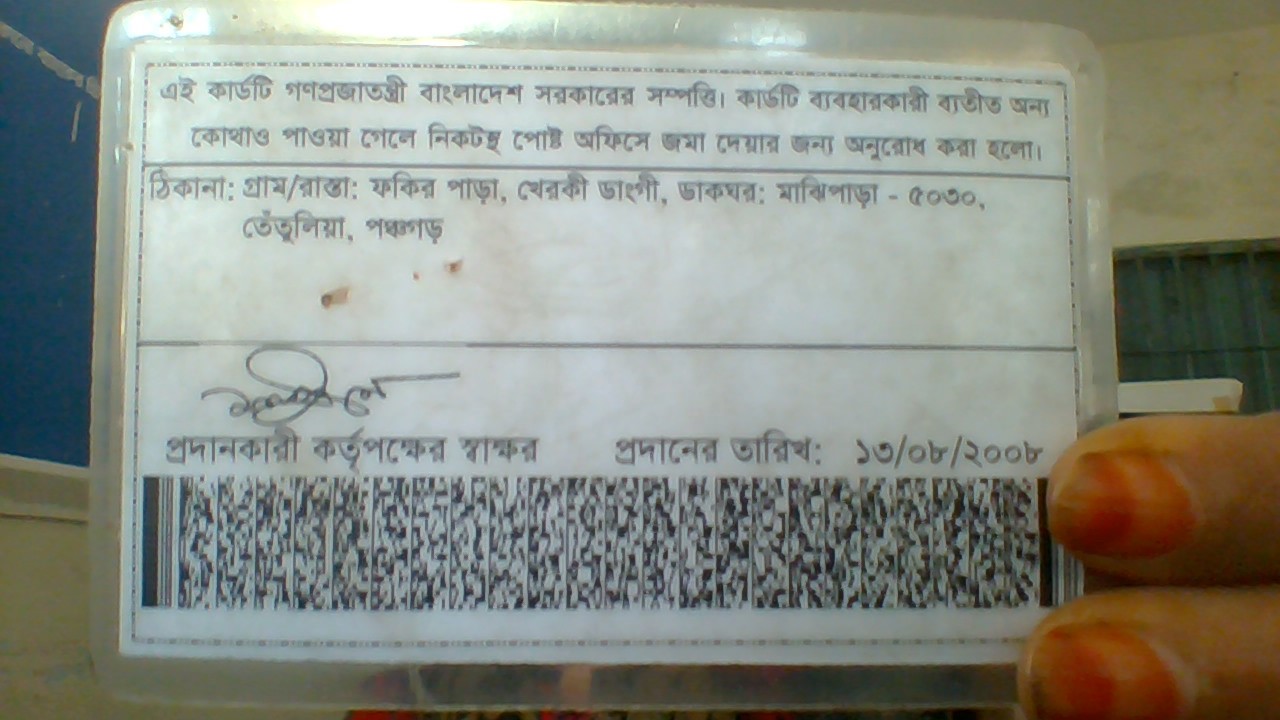 এই কার্ডটি গণপ্রজাতন্ত্রী বাংলাদেশ সরকারের সম্পত্তি। কার্ডটি ব্যবহারকারী ব্যতীত অন্য
কোথাও পাওয়া গেলে নিকটস্থ পোষ্ট অফিসে জমা দেয়ার জন্য অনুরোধ করা হলো।
ঠিকানা: গ্রাম/রাস্তা: ফকির পাড়া, খেরকী ডাংগী, ডাকঘর: মাঝিপাড়া - ৫০৩০,
তেঁতুলিয়া, পঞ্চগড়
প্রদানকারী কর্তৃপক্ষের স্বাক্ষর প্রদানের তারিখ: ১৩/০৮/২০০৮